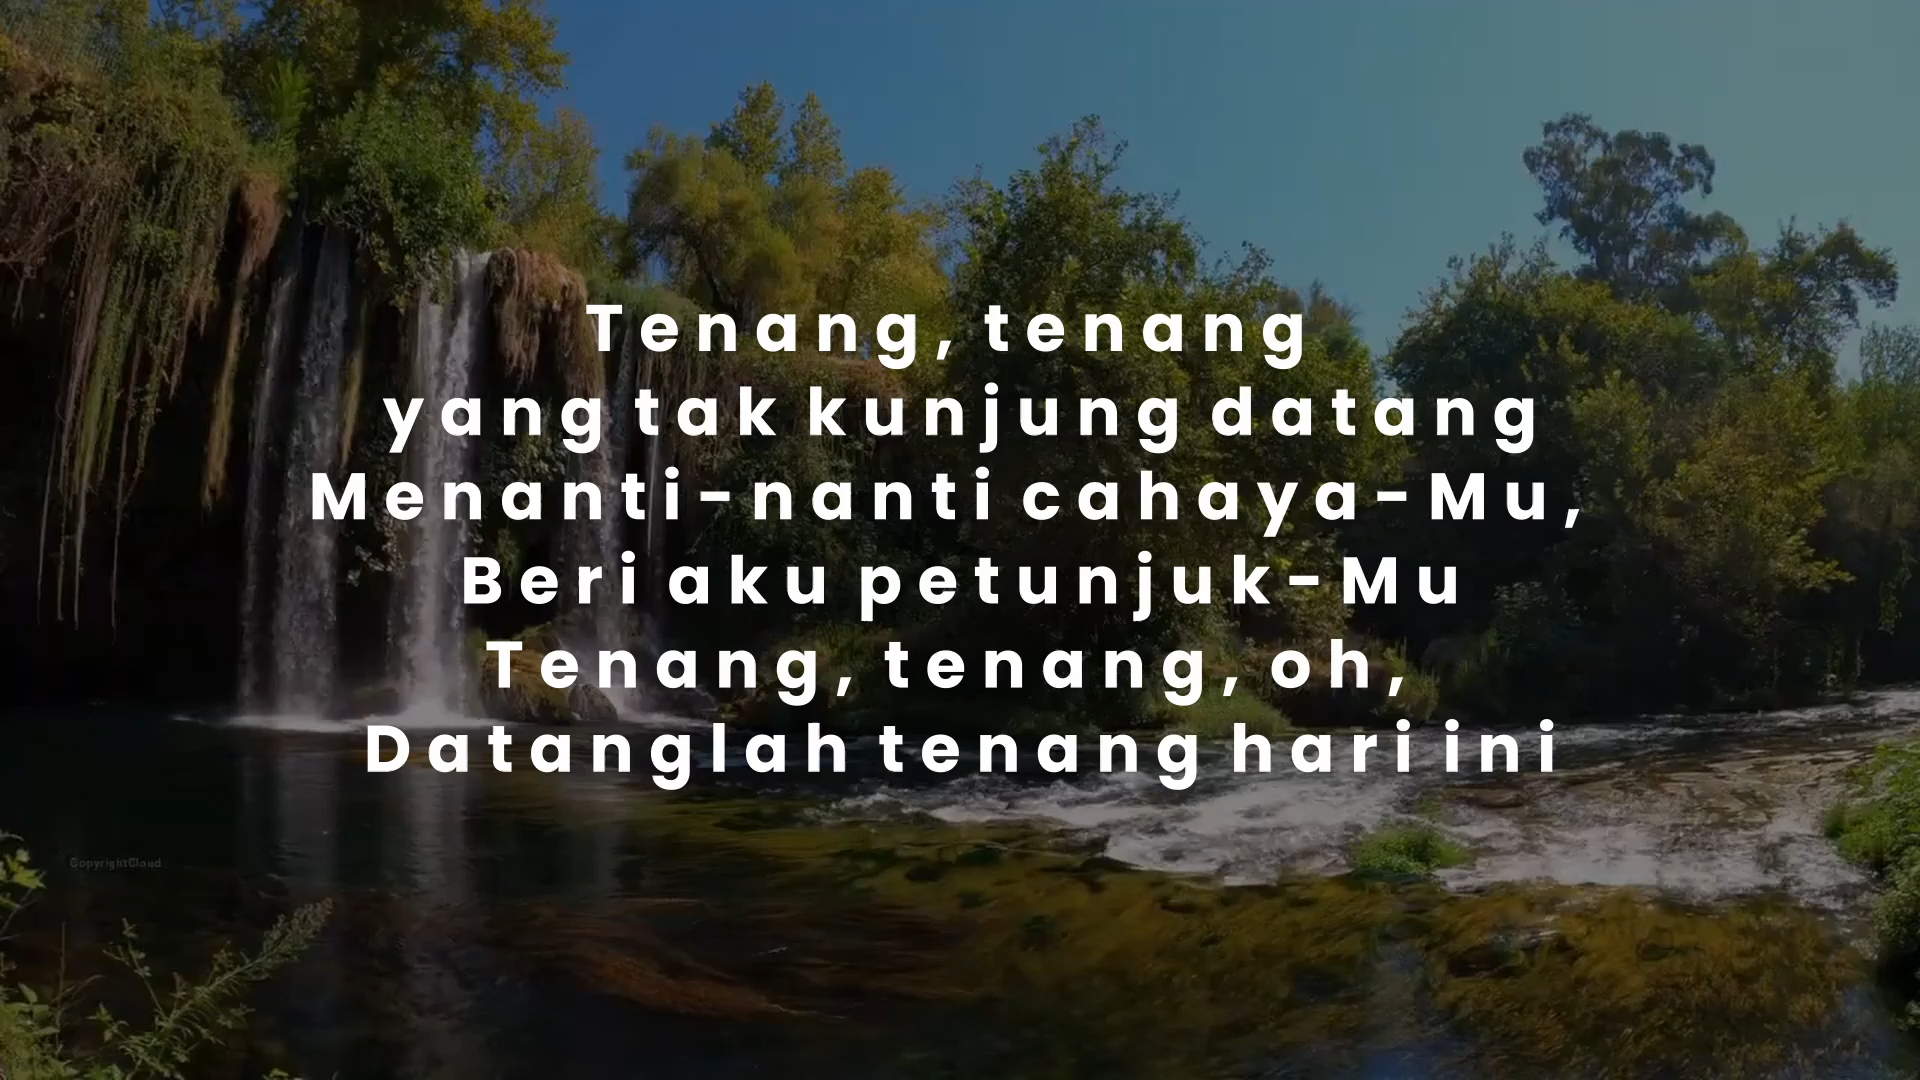 Tenang, tenang
yang tak kunjung datang
Menanti-nanti cahaya-Mu,
Beri aku petunjuk-Mu
Tenang, tenang, oh,
Datanglah tenang hari ini
CopyrightCloud